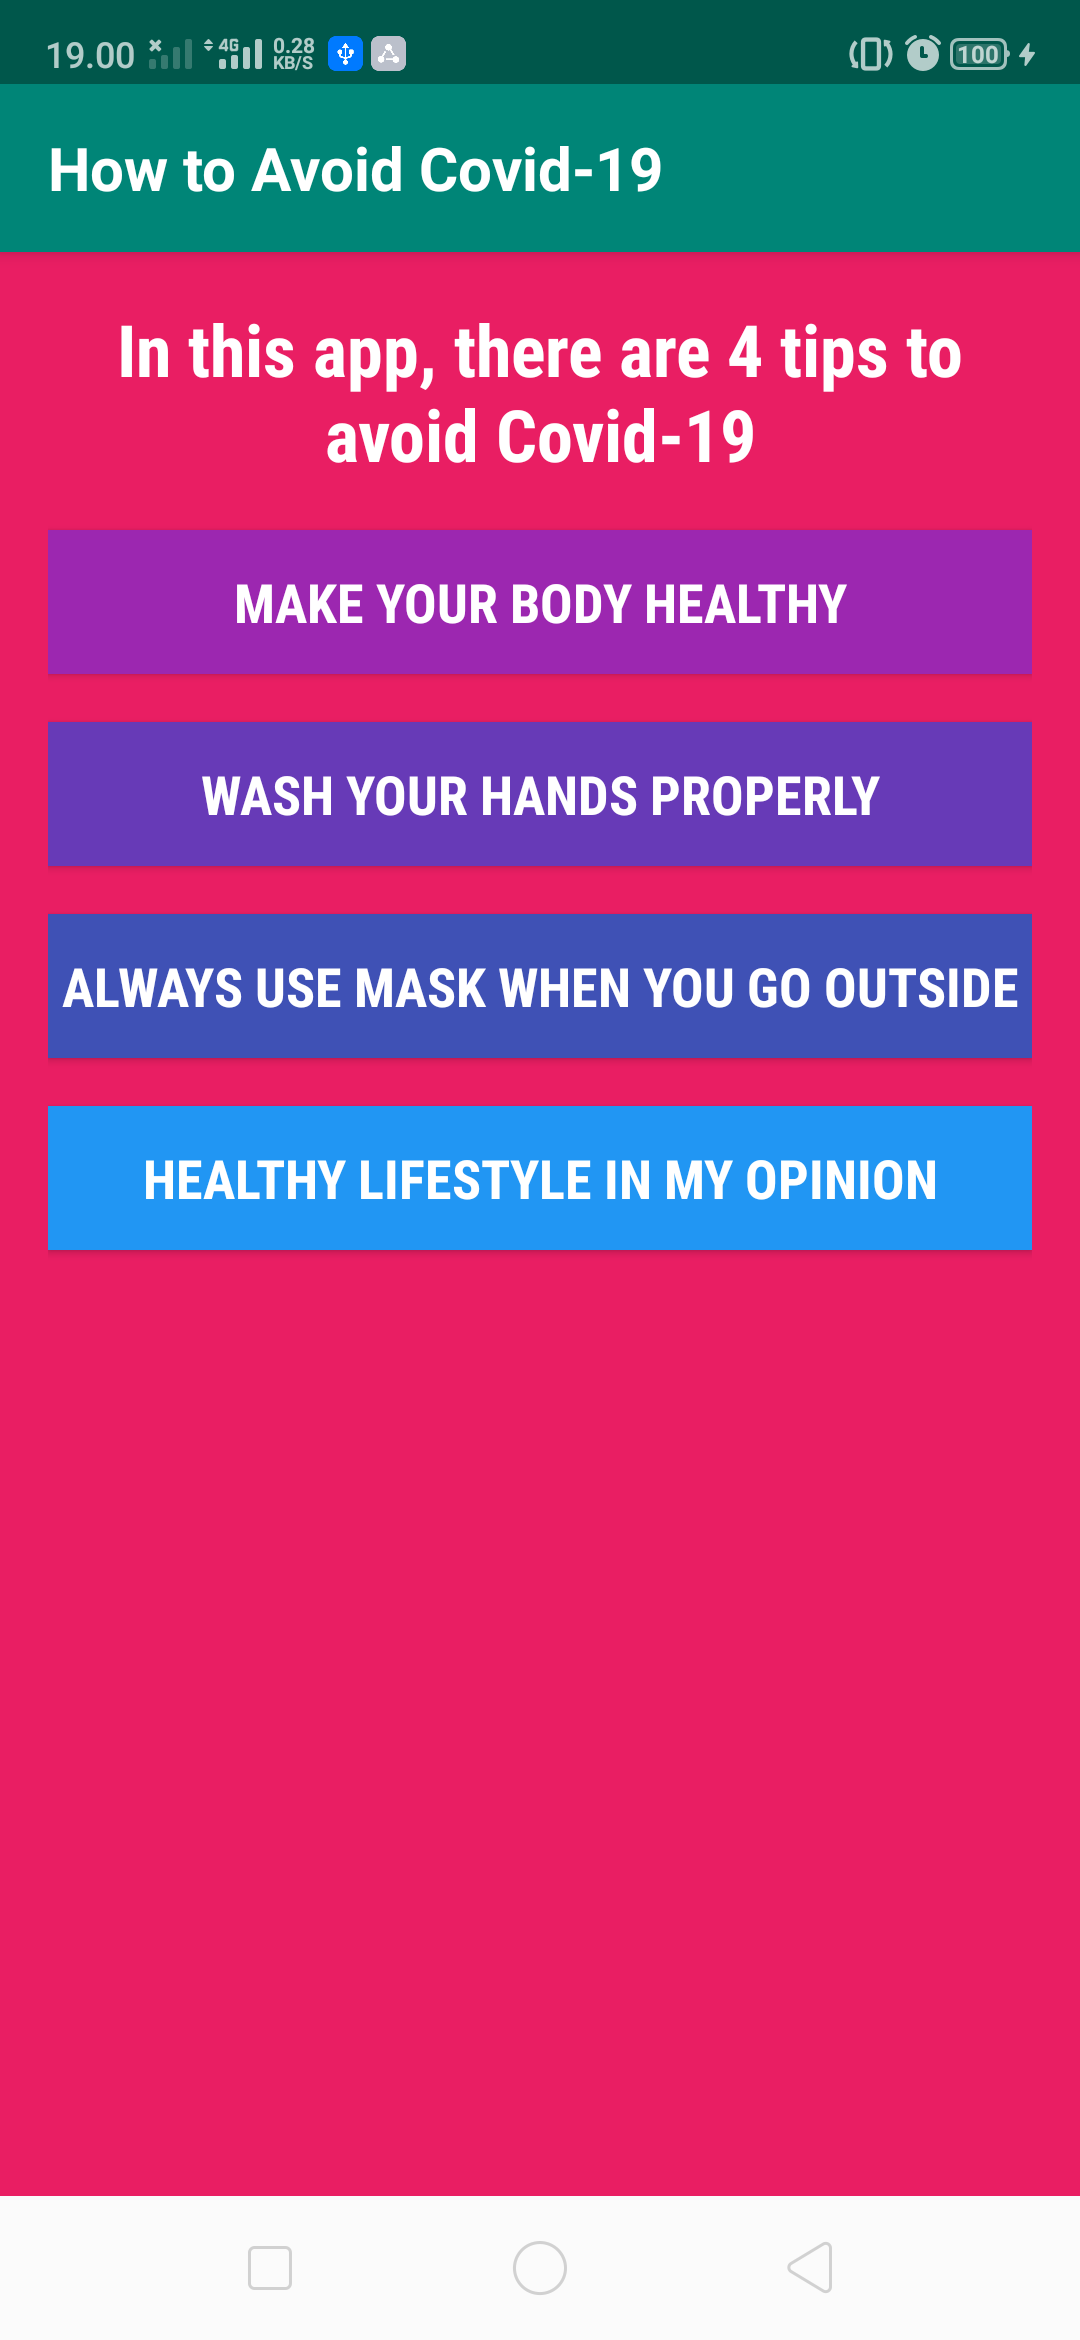 19.00 4G 0.28 KB/S 100
How to Avoid Covid-19
In this app, there are 4 tips to
avoid Covid-19
MAKE YOUR BODY HEALTHY
WASH YOUR HANDS PROPERLY
ALWAYS USE MASK WHEN YOU GO OUTSIDE
HEALTHY LIFESTYLE IN MY OPINION